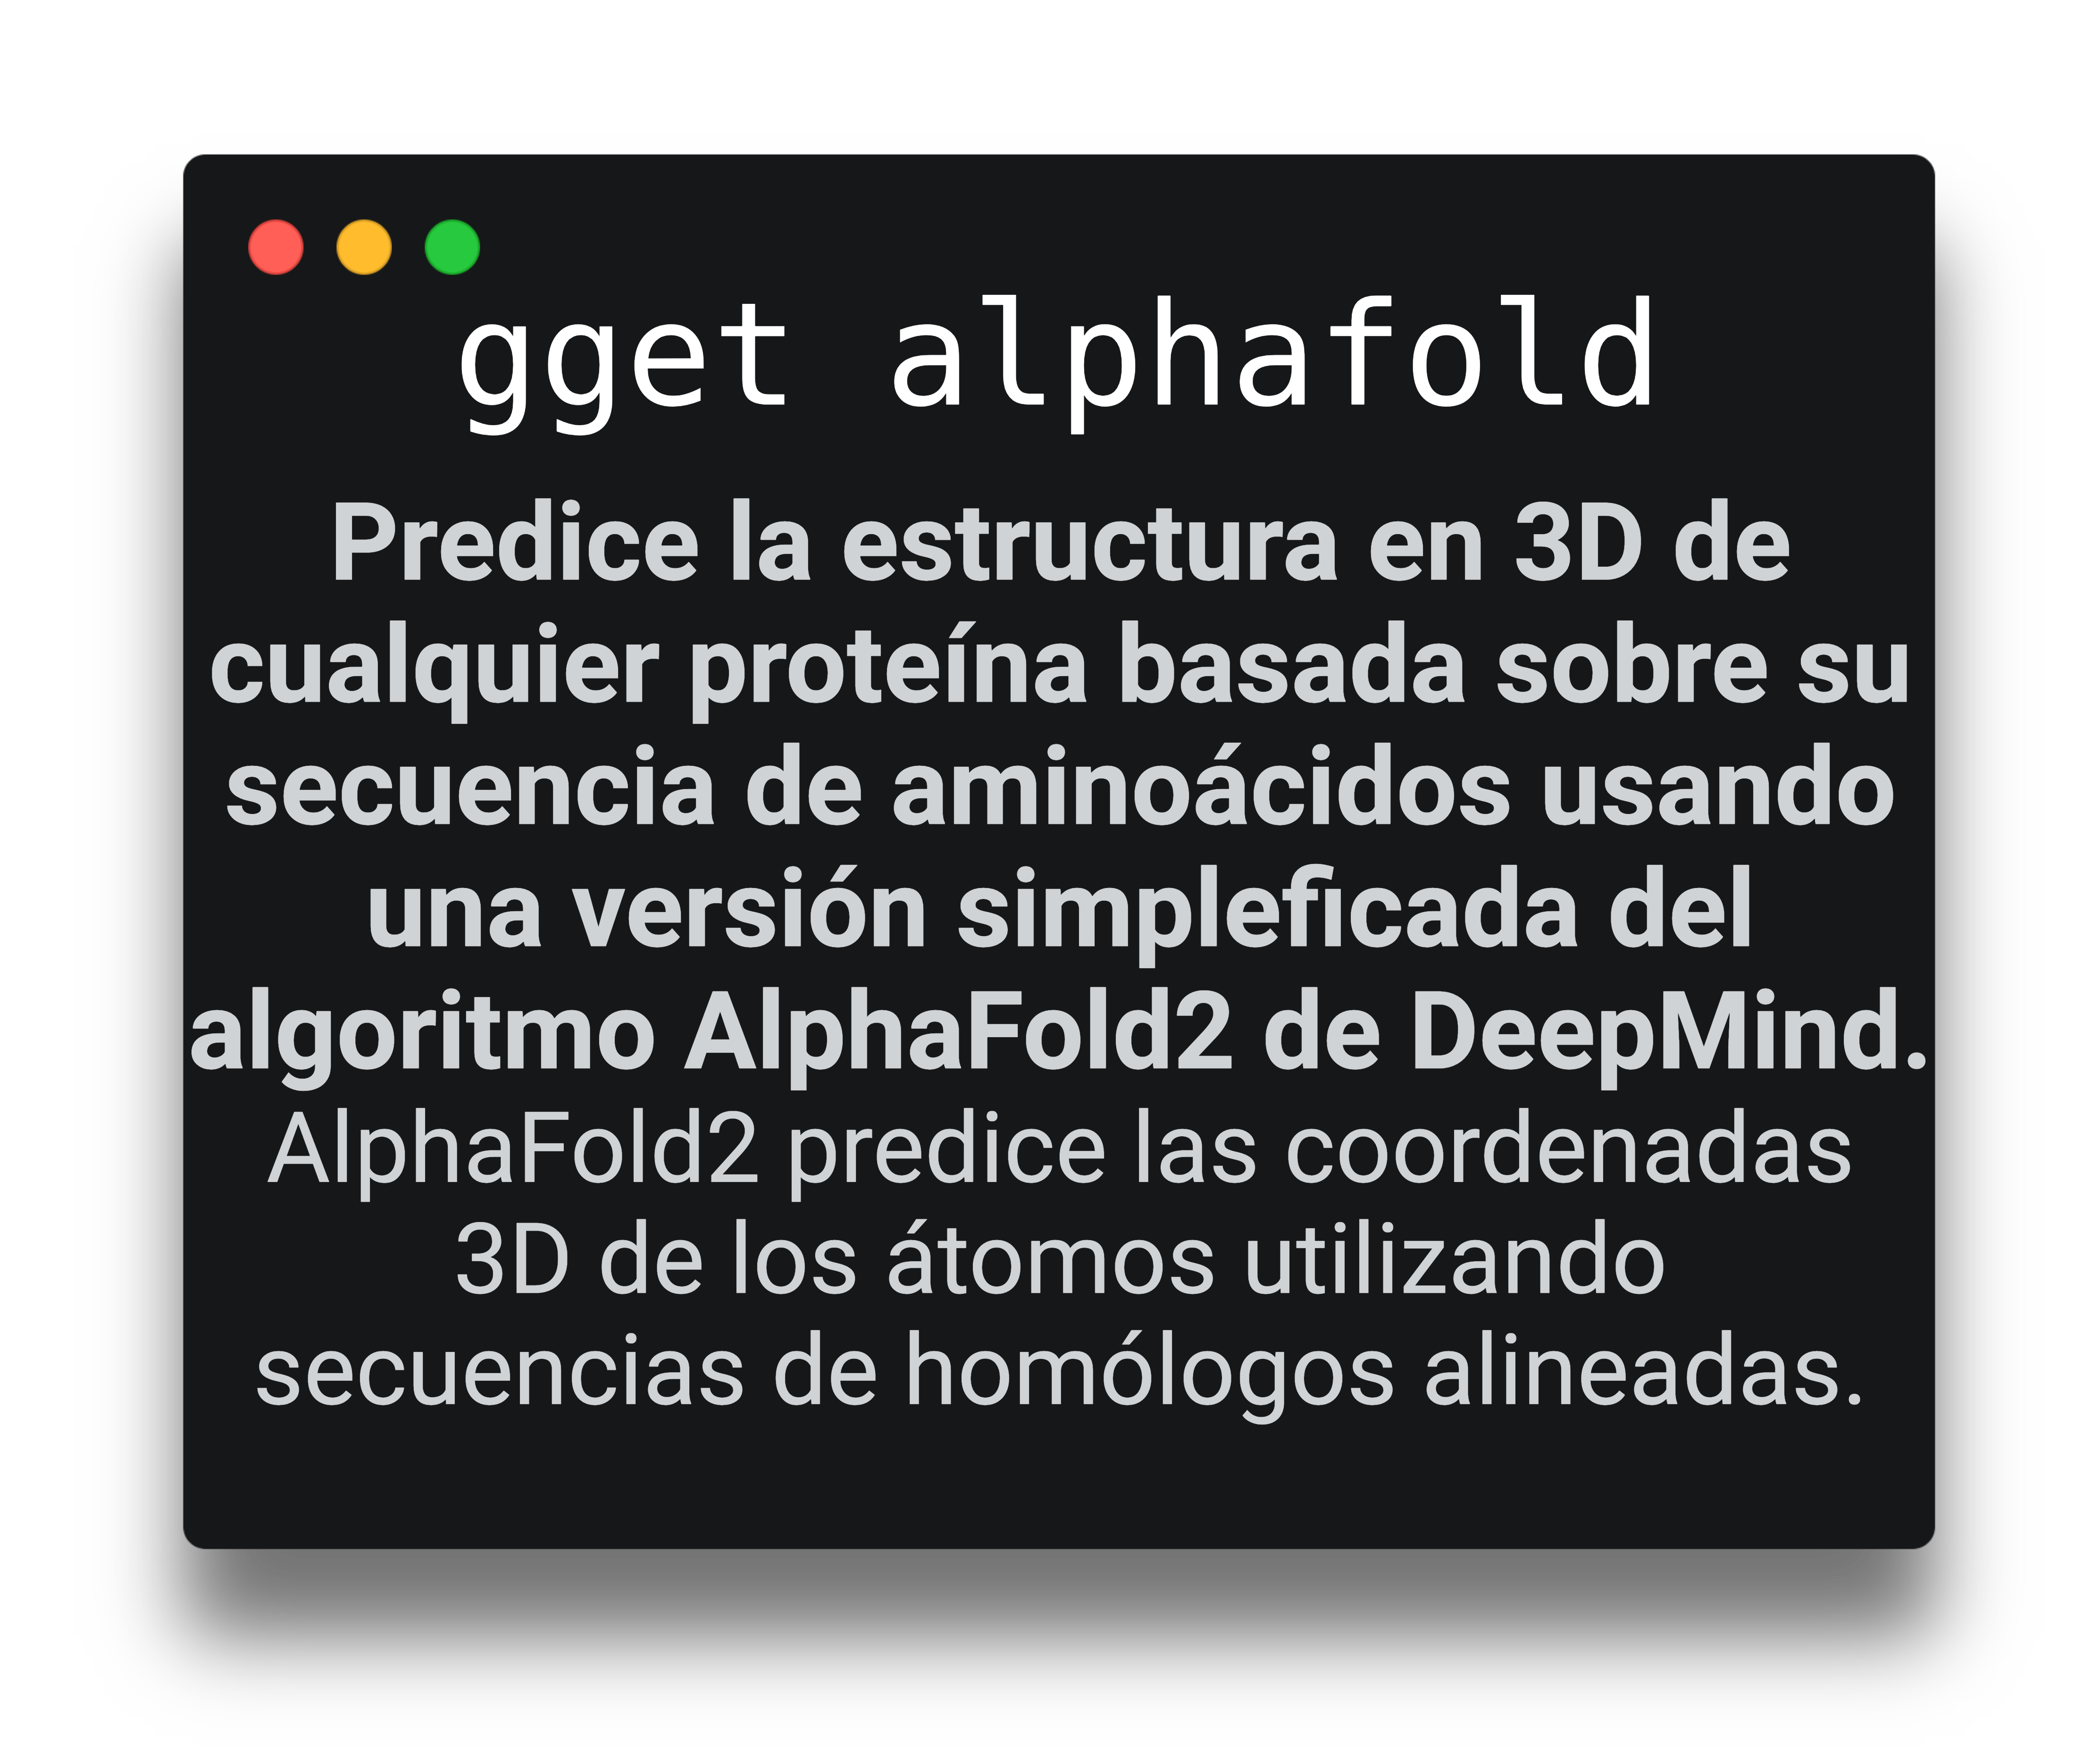 gget alphafold
Predice la estructura en 3D de
cualquier proteína basada sobre su
secuencia de aminoácidos usando
una versión simpleficada del
algoritmo AlphaFold2 de DeepMind.
AlphaFold2 predice las coordenadas
3D de los átomos utilizando
secuencias de homólogos alineadas.